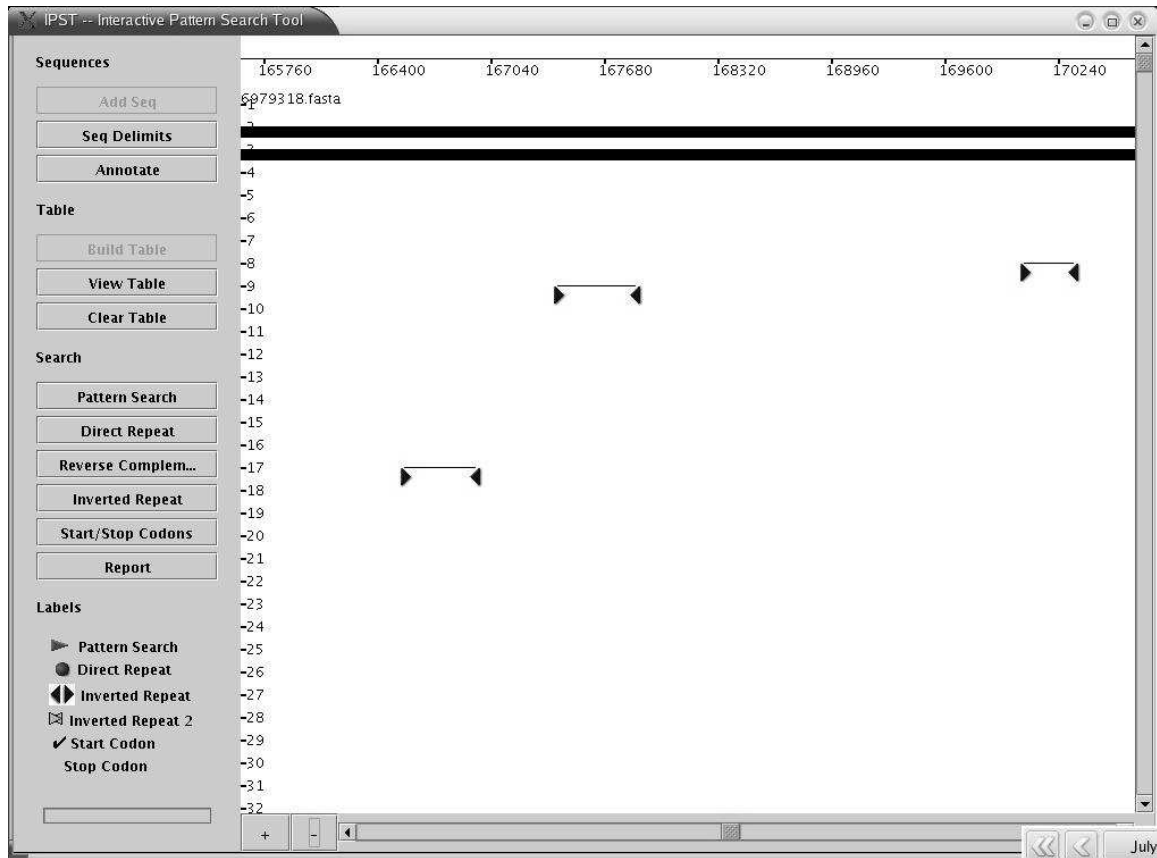 IPST -- Interactive Pattern Search Tool
Sequences
Add Seq
Seq Delimits
Annotate
Table
Build Table
View Table
Clear Table
Search
Pattern Search
Direct Repeat
Reverse Complem...
Inverted Repeat
Start/Stop Codons
Report
Labels
Pattern Search
Direct Repeat
Inverted Repeat
Inverted Repeat 2
Start Codon
Stop Codon
165760 166400 167040 167680 168320 168960 169600 170240
6979318.fasta
-1
-4
-5
-6
-7
-8
-9
-10
-11
-12
-13
-14
-15
-16
-17
-18
-19
-20
-21
-22
-23
-24
-25
-26
-27
-28
-29
-30
-31
-32
+ -
July